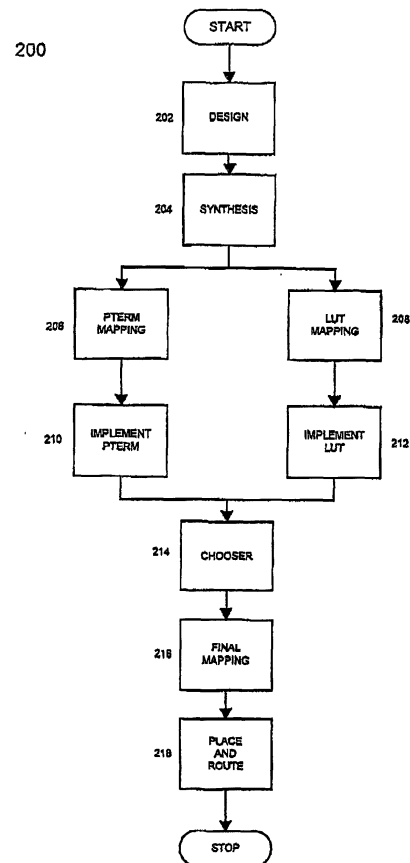 START
200
202
DESIGN
204
SYNTHESIS
206
PTERM
MAPPING
LUT
MAPPING
208
210
IMPLEMENT
PTERM
IMPLEMENT
LUT
212
214
CHOOSER
216
FINAL
MAPPING
218
PLACE
AND
ROUTE
STOP